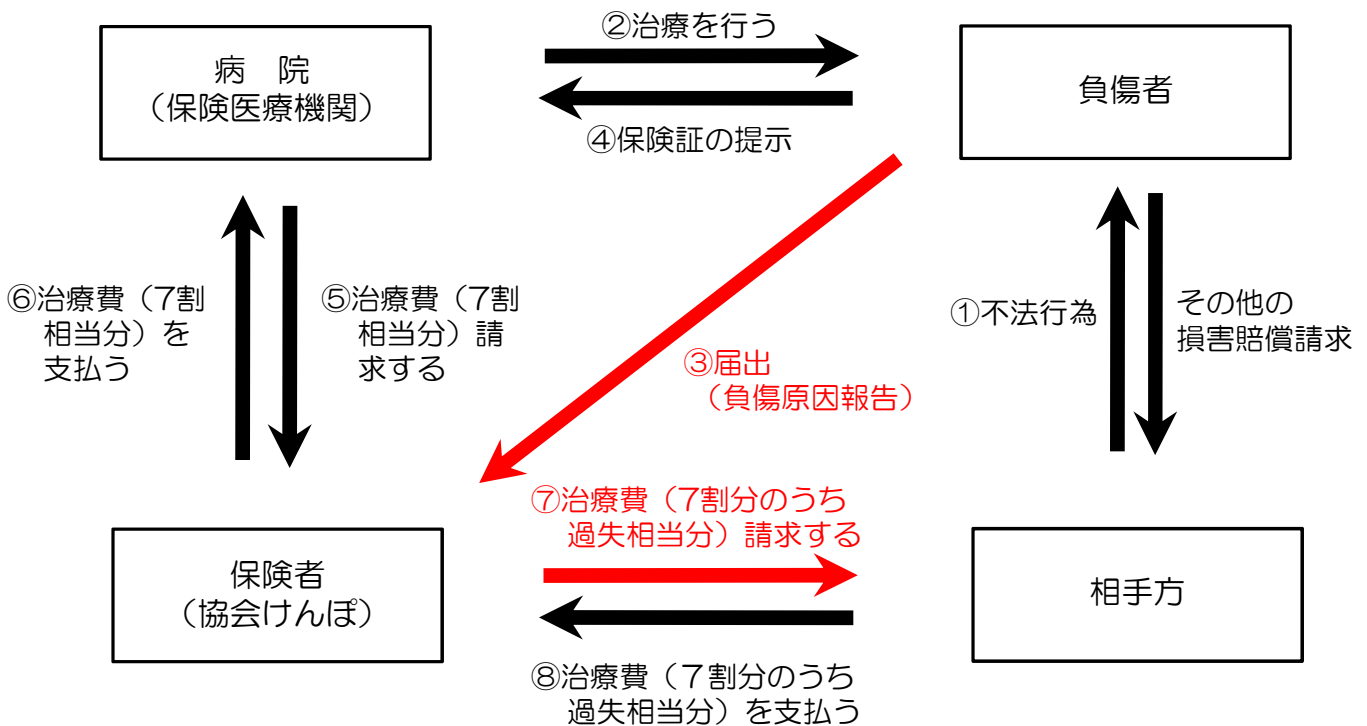 ②治療を行う
病　院
（保険医療機関）
負傷者
④保険証の提示
⑥治療費（7割
相当分）を
支払う
⑤治療費（7割
相当分）請
求する
①不法行為
その他の
損害賠償請求
③届出
（負傷原因報告）
⑦治療費（7割分のうち
過失相当分）請求する
保険者
（協会けんぽ）
相手方
⑧治療費（７割分のうち
過失相当分）を支払う